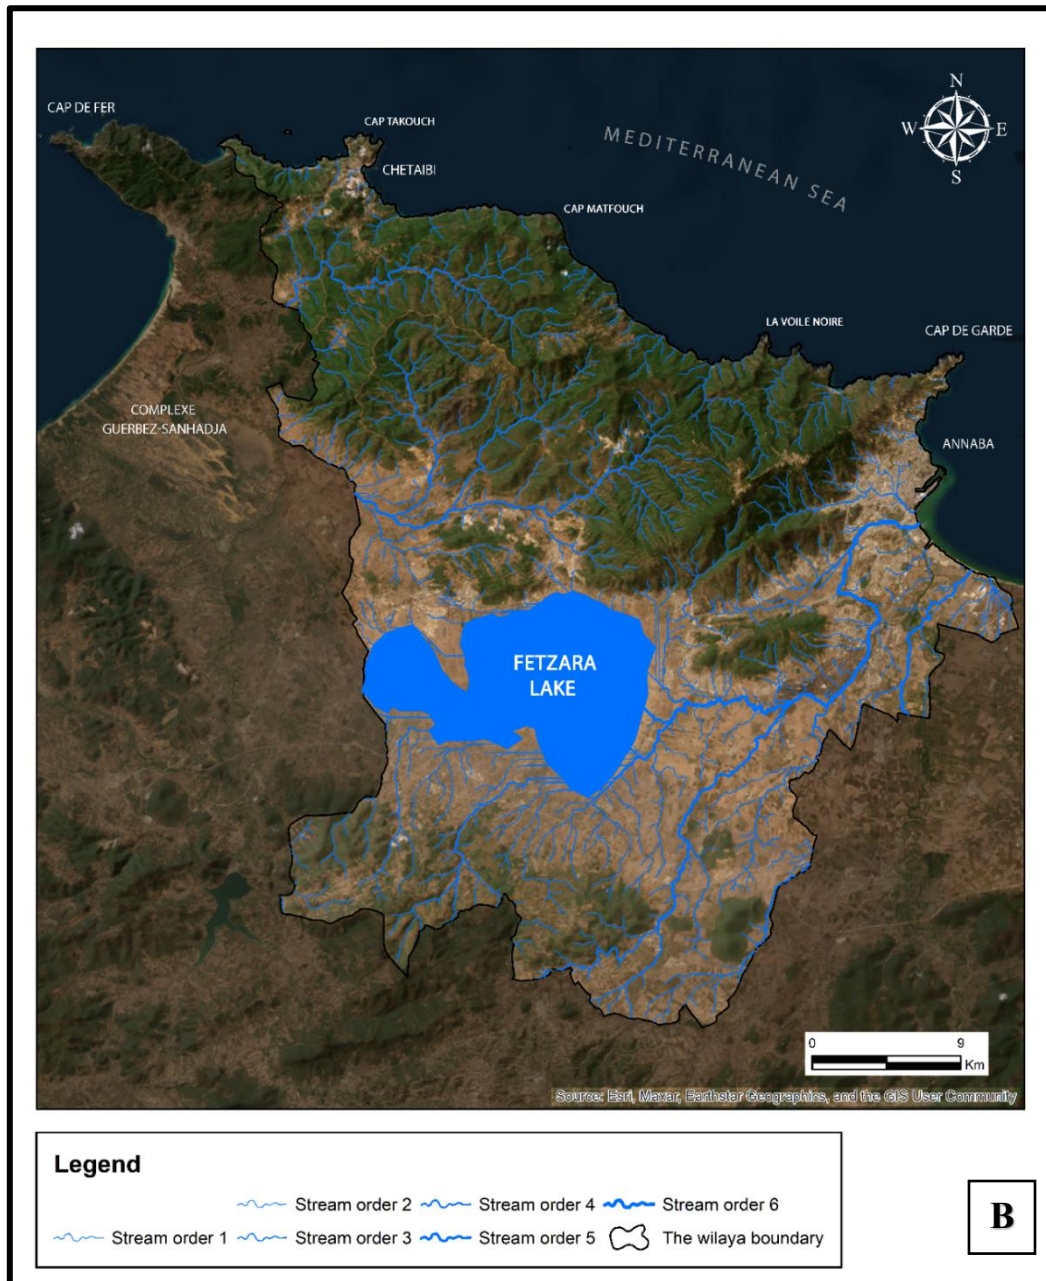 N
CAP DE FER
CAP TAKOUCH
W
E
MEDITERRANEAN SEA
CHETAIBI
S
CAP MATFOUCH
LA VOILE NOIRE
CAP DE GARDE
COMPLEXE
GUERBEZ-SANHADJA
ANNABA
FETZARA
LAKE
0
9
Km
Source: Esri, Maxar, Earthstar Geographics, and the GIS User Community
Legend
Stream order 2
Stream order 4
Stream order 6
Stream order 1
Stream order 3
Stream order 5
The wilaya boundary
B